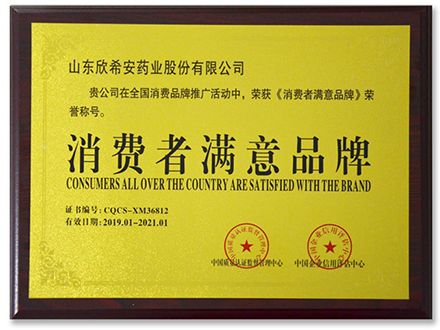 山东欣希安药业股份有限公司
贵公司在全国消费品牌推广活动中，荣获《消费者满意品牌》荣
誉称号。
消费者满意品牌
CONSUMERS ALL OVER THE COUNTRY ARE SATISFIED WITH THE BRAND
证书编号：CQCS-XM36812
有效日期：2019.01-2021.01
中国质量认证监督管理中心 中国企业信用评估中心